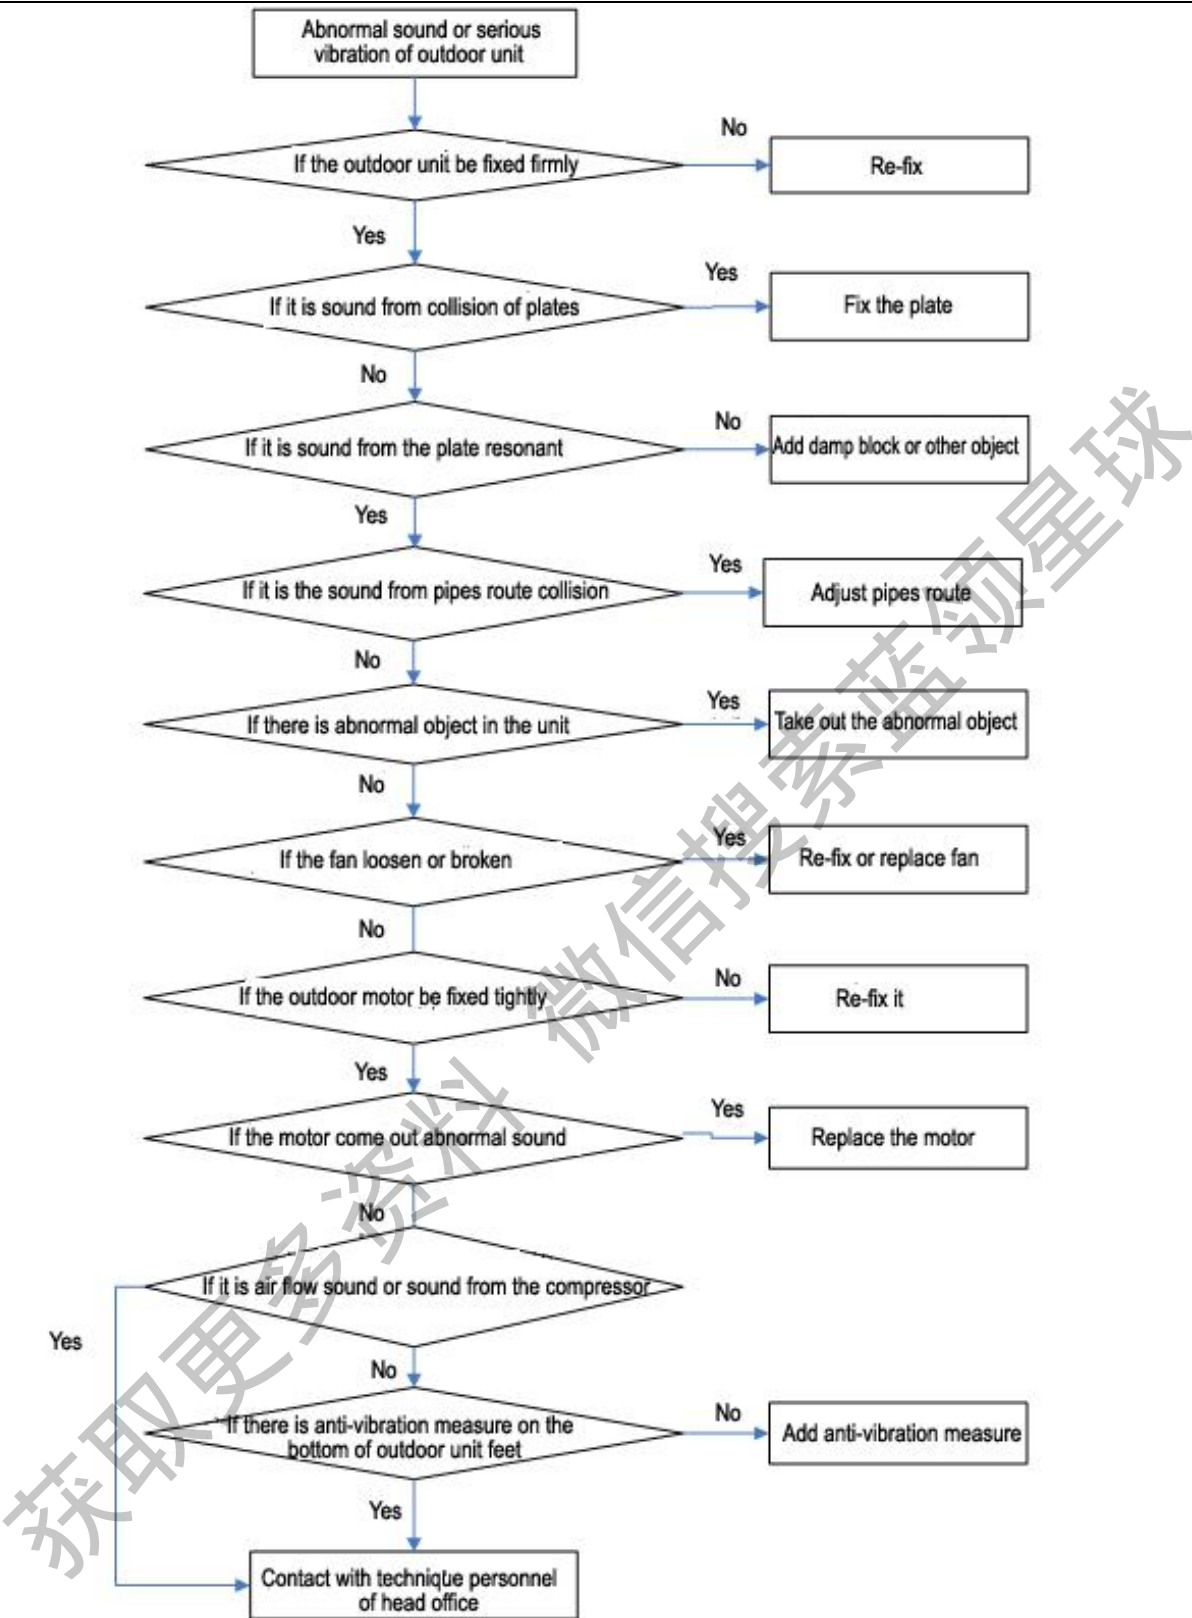 Abnormal sound or serious
vibration of outdoor unit
No
If the outdoor unit be fixed firmly
Re-fix
Yes
Yes
If it is sound from collision of plates
Fix the plate
No
No
If it is sound from the plate resonant
Add damp block or other object
Yes
Yes
If it is the sound from pipes route collision
Adjust pipes route
No
Yes
If there is abnormal object in the unit
Take out the abnormal object
No
Yes
If the fan loosen or broken
Re-fix or replace fan
No
No
If the outdoor motor be fixed tightly
Re-fix it
Yes
Yes
If the motor come out abnormal sound
Replace the motor
No
If it is air flow sound or sound from the compressor
Yes
No
If there is anti-vibration measure on the
bottom of outdoor unit feet
No
Add anti-vibration measure
Yes
Contact with technique personnel
of head office
获取更多资料 微信搜索蓝领星球